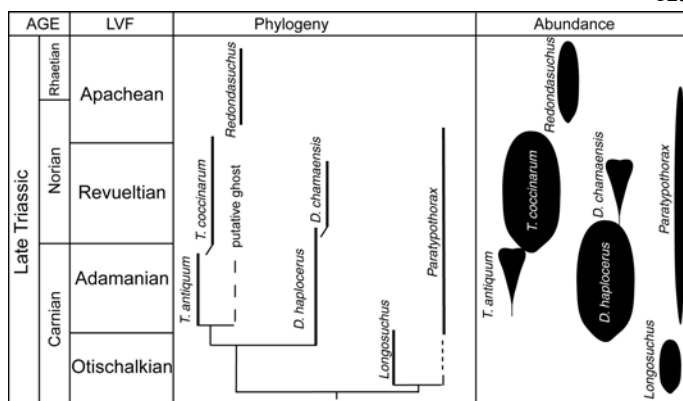 AGE LVF Phylogeny Abundance
Late Triassic
Rhaetian
Norian
Carnian
Apachean
Revueltian
Adamanian
Otischalkian
Redondasuchus
T. coccinarum
putative ghost
D. chamaensis
T. antiquum
D. haplocerus
Paratypothorax
Longosuchus
Redondasuchus
T. coccinarum
D. chamaensis
Paratypothorax
T. antiquum
D. haplocerus
Longosuchus